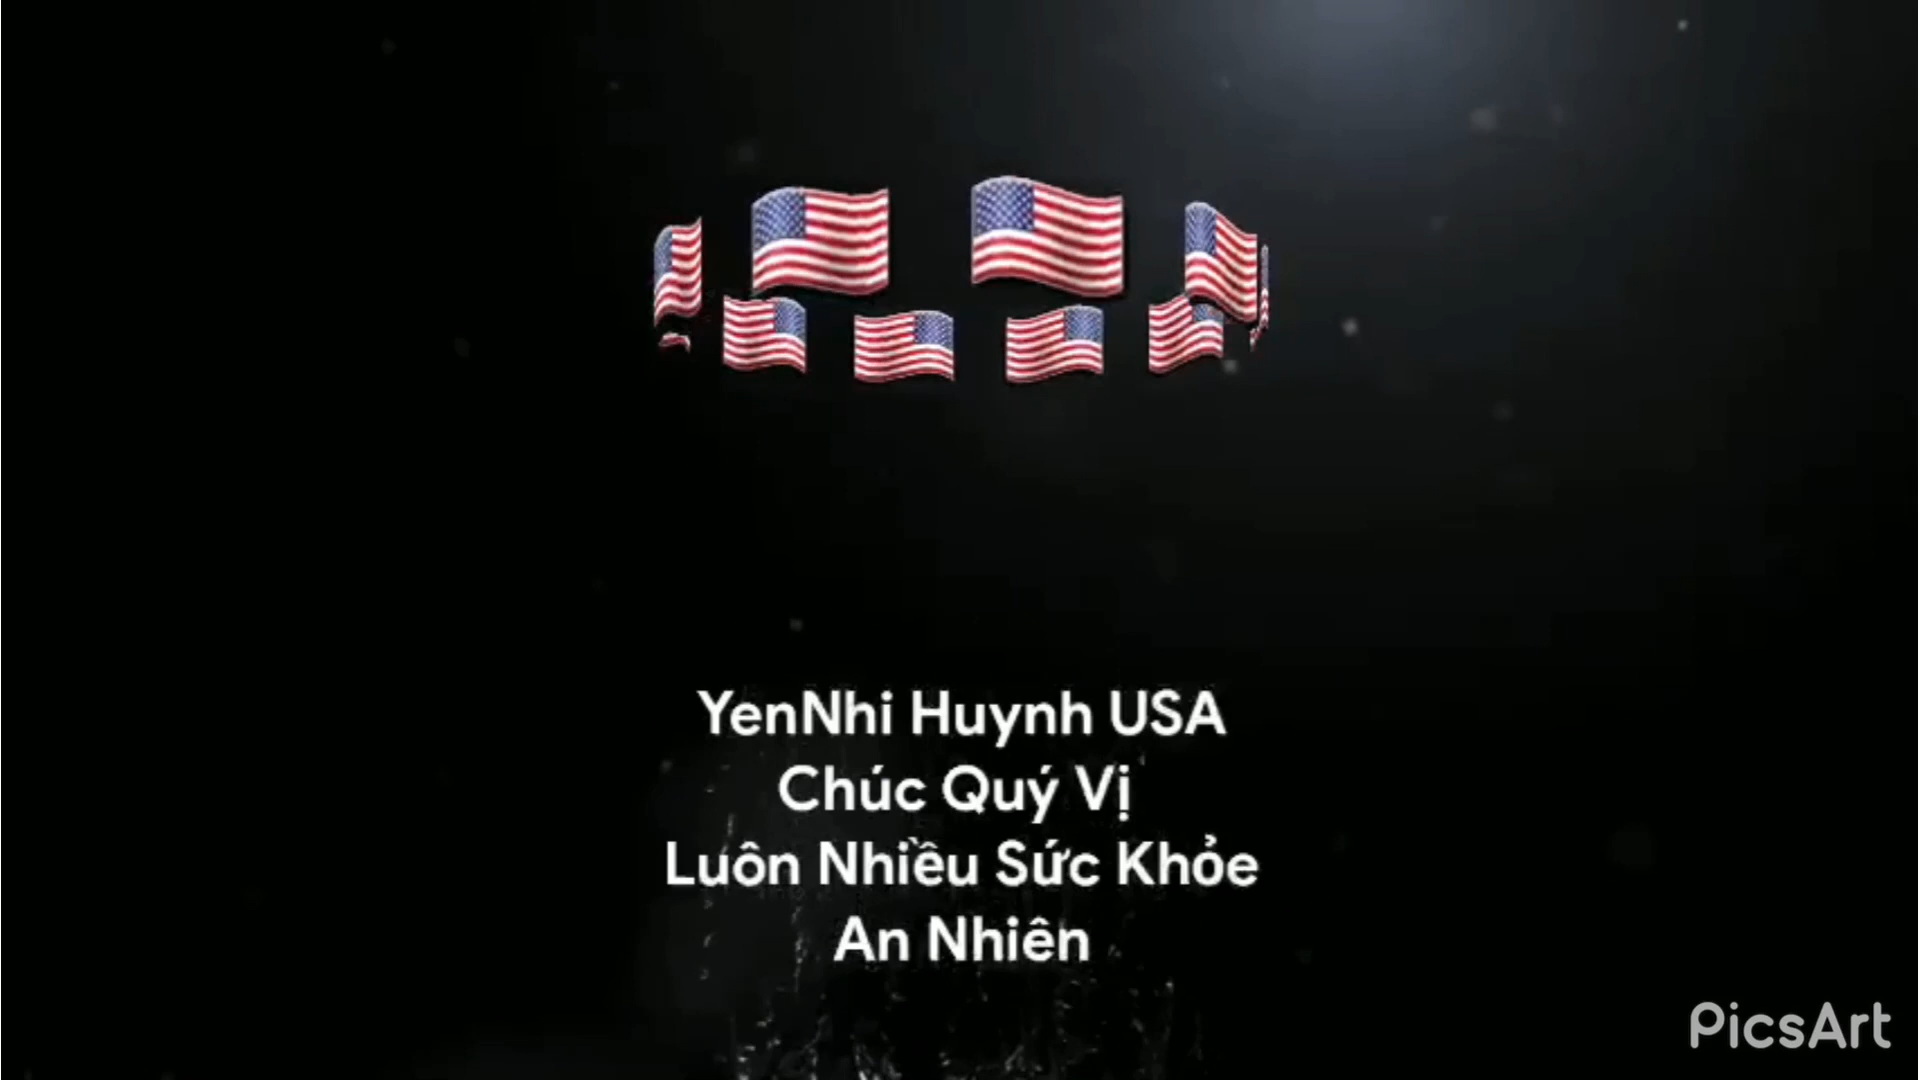 YenNhi Huynh USA
Chúc Quý Vị
Luôn Nhiều Sức Khỏe
An Nhiên
PicsArt